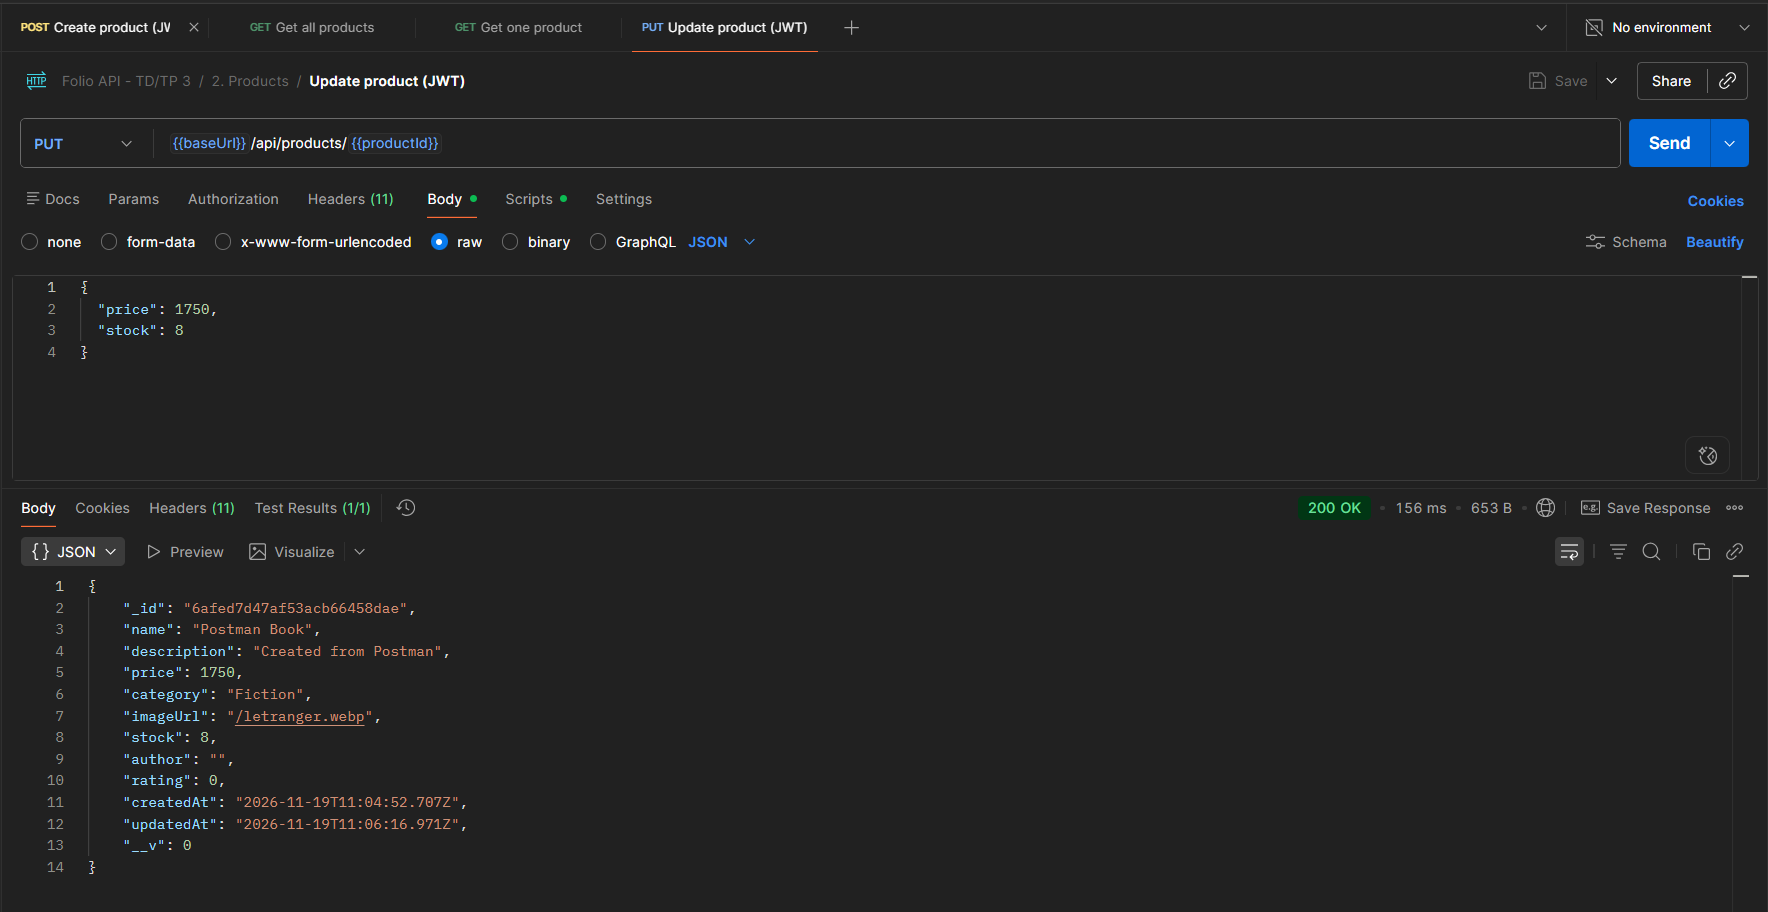 POST Create product (JV GET Get all products GET Get one product PUT Update product (JWT) No environment
HTTP Folio API - TD/TP 3 / 2. Products / Update product (JWT) Save Share
PUT {{baseUrl}} /api/products/ {{productId}} Send
Docs Params Authorization Headers (11) Body Scripts Settings Cookies
none form-data x-www-form-urlencoded raw binary GraphQL JSON Schema Beautify
1 {
2 "price": 1750,
3 "stock": 8
4 }
Body Cookies Headers (11) Test Results (1/1) 200 OK 156 ms 653 B e.g. Save Response
{} JSON Preview Visualize
1 {
2 "_id": "6afed7d47af53acb66458dae",
3 "name": "Postman Book",
4 "description": "Created from Postman",
5 "price": 1750,
6 "category": "Fiction",
7 "imageUrl": "/letranger.webp",
8 "stock": 8,
9 "author": "",
10 "rating": 0,
11 "createdAt": "2026-11-19T11:04:52.707Z",
12 "updatedAt": "2026-11-19T11:06:16.971Z",
13 "__v": 0
14 }